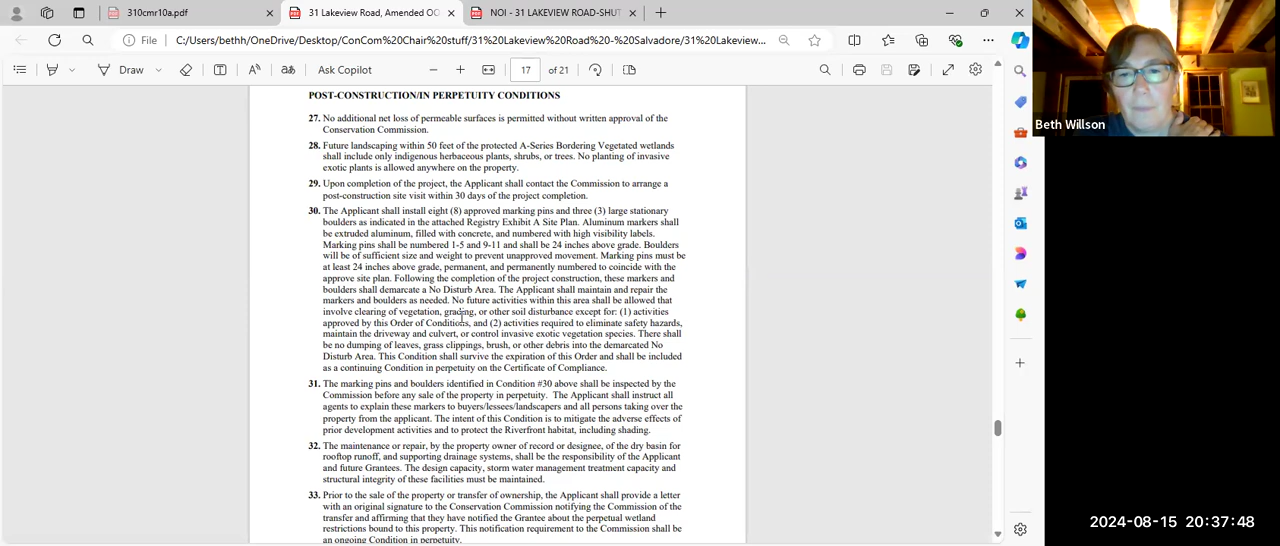 310cmr10a.pdf
31 Lakeview Road, Amended OO
NOI - 31 LAKEVIEW ROAD-SHUT
File
C:/Users/bethh/OneDrive/Desktop/ConCom%20Chair%20stuff/31%20Lakeview%20Road%20-%20Salvadore/31%20Lakeview...
Draw
Ask Copilot
17
of 21
Beth Willson
POST-CONSTRUCTION/IN PERPETUITY CONDITIONS
27. No additional net loss of permeable surfaces is permitted without written approval of the
Conservation Commission.
28. Future landscaping within 50 feet of the protected A-Series Bordering Vegetated wetlands
shall include only indigenous herbaceous plants, shrubs, or trees. No planting of invasive
exotic plants is allowed anywhere on the property.
29. Upon completion of the project, the Applicant shall contact the Commission to arrange a
post-construction site visit within 30 days of the project completion.
30. The Applicant shall install eight (8) approved marking pins and three (3) large stationary
boulders as indicated in the attached Registry Exhibit A Site Plan. Aluminum markers shall
be extruded aluminum, filled with concrete, and numbered with high visibility labels.
Marking pins shall be numbered 1-5 and 9-11 and shall be 24 inches above grade. Boulders
will be of sufficient size and weight to prevent unapproved movement. Marking pins must be
at least 24 inches above grade, permanent, and permanently numbered to coincide with the
approve site plan. Following the completion of the project construction, these markers and
boulders shall demarcate a No Disturb Area. The Applicant shall maintain and repair the
markers and boulders as needed. No future activities within this area shall be allowed that
involve clearing of vegetation, grading, or other soil disturbance except for: (1) activities
approved by this Order of Conditions, and (2) activities required to eliminate safety hazards,
maintain the driveway and culvert, or control invasive exotic vegetation species. There shall
be no dumping of leaves, grass clippings, brush, or other debris into the demarcated No
Disturb Area. This Condition shall survive the expiration of this Order and shall be included
as a continuing Condition in perpetuity on the Certificate of Compliance.
31. The marking pins and boulders identified in Condition #30 above shall be inspected by the
Commission before any sale of the property in perpetuity. The Applicant shall instruct all
agents to explain these markers to buyers/lessees/landscapers and all persons taking over the
property from the applicant. The intent of this Condition is to mitigate the adverse effects of
prior development activities and to protect the Riverfront habitat, including shading.
32. The maintenance or repair, by the property owner of record or designee, of the dry basin for
rooftop runoff, and supporting drainage systems, shall be the responsibility of the Applicant
and future Grantees. The design capacity, storm water management treatment capacity and
structural integrity of these facilities must be maintained.
33. Prior to the sale of the property or transfer of ownership, the Applicant shall provide a letter
with an original signature to the Conservation Commission notifying the Commission of the
transfer and affirming that they have notified the Grantee about the perpetual wetland
restrictions bound to this property. This notification requirement to the Commission shall be
an ongoing Condition in perpetuity.
2024-08-15 20:37:48